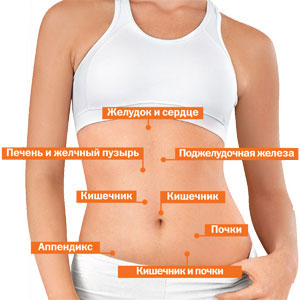 Желудок и сердце
Печень и желчный пузырь
Поджелудочная железа
Кишечник
Кишечник
Почки
Аппендикс
Кишечник и почки